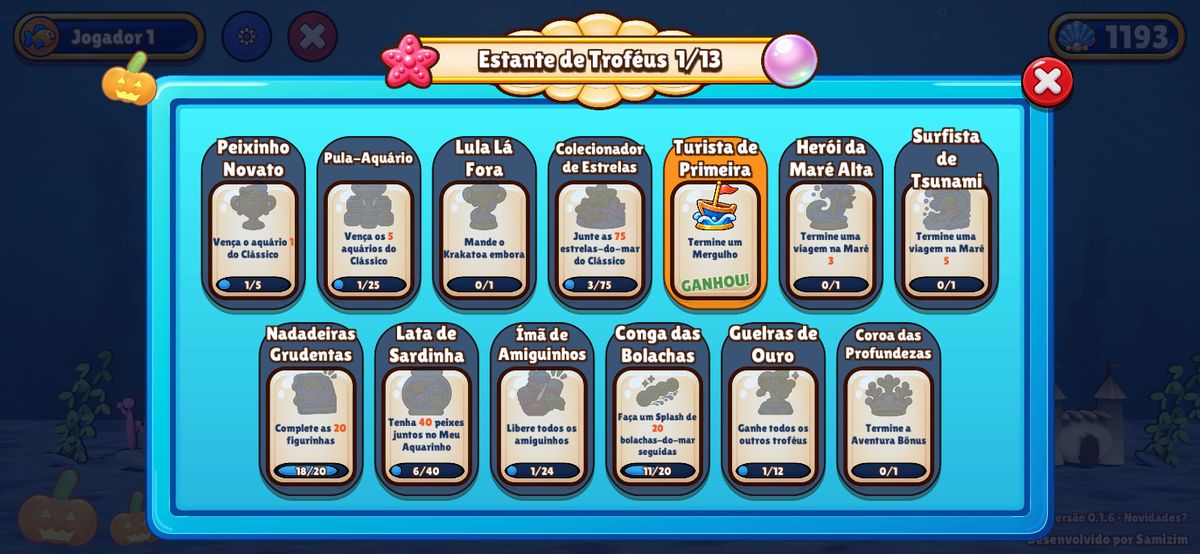 Jogador 1
Estante de Troféus 1/13
1193
Peixinho
Novato
Vença o aquário 1
do Clássico
1/5
Pula-Aquário
Vença os 5
aquários do
Clássico
1/25
Lula Lá
Fora
Mande o
Krakatoa embora
0/1
Colecionador
de Estrelas
Junte as 75
estrelas-do-mar
do Clássico
3/75
Turista de
Primeira
Termine um
Mergulho
GANHOU!
Herói da
Maré Alta
Termine uma
viagem na Maré
3
0/1
Surfista
de
Tsunami
Termine uma
viagem na Maré
5
0/1
Nadadeiras
Grudentas
Complete as 20
figurinhas
18/20
Lata de
Sardinha
Tenha 40 peixes
juntos no Meu
Aquarinho
6/40
Ímã de
Amiguinhos
Libere todos os
amiguinhos
1/24
Conga das
Bolachas
Faça um Splash de
20
bolachas-do-mar
seguidas
11/20
Guelras de
Ouro
Ganhe todos os
outros troféus
1/12
Coroa das
Profundezas
Termine a
Aventura Bônus
0/1
ersão 0.1.6 • Novidades?
Desenvolvido por Samizim